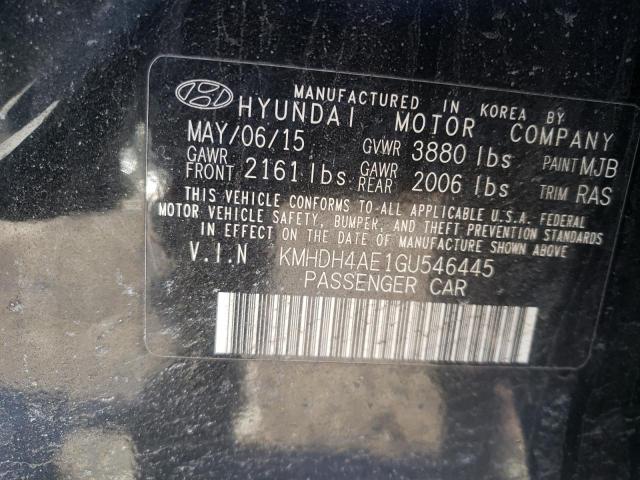 MANUFACTURED IN KOREA BY
HYUNDAI MOTOR COMPANY
MAY/06/15 GVWR 3880 lbs PAINT MJB
GAWR FRONT 2161 lbs GAWR REAR 2006 lbs TRIM RAS
THIS VEHICLE CONFORMS TO ALL APPLICABLE U.S.A. FEDERAL
MOTOR VEHICLE SAFETY, BUMPER, AND THEFT PREVENTION STANDARDS
IN EFFECT ON THE DATE OF MANUFACTURE SHOWN ABOVE.
V.I.N KMHDH4AE1GU546445
PASSENGER CAR